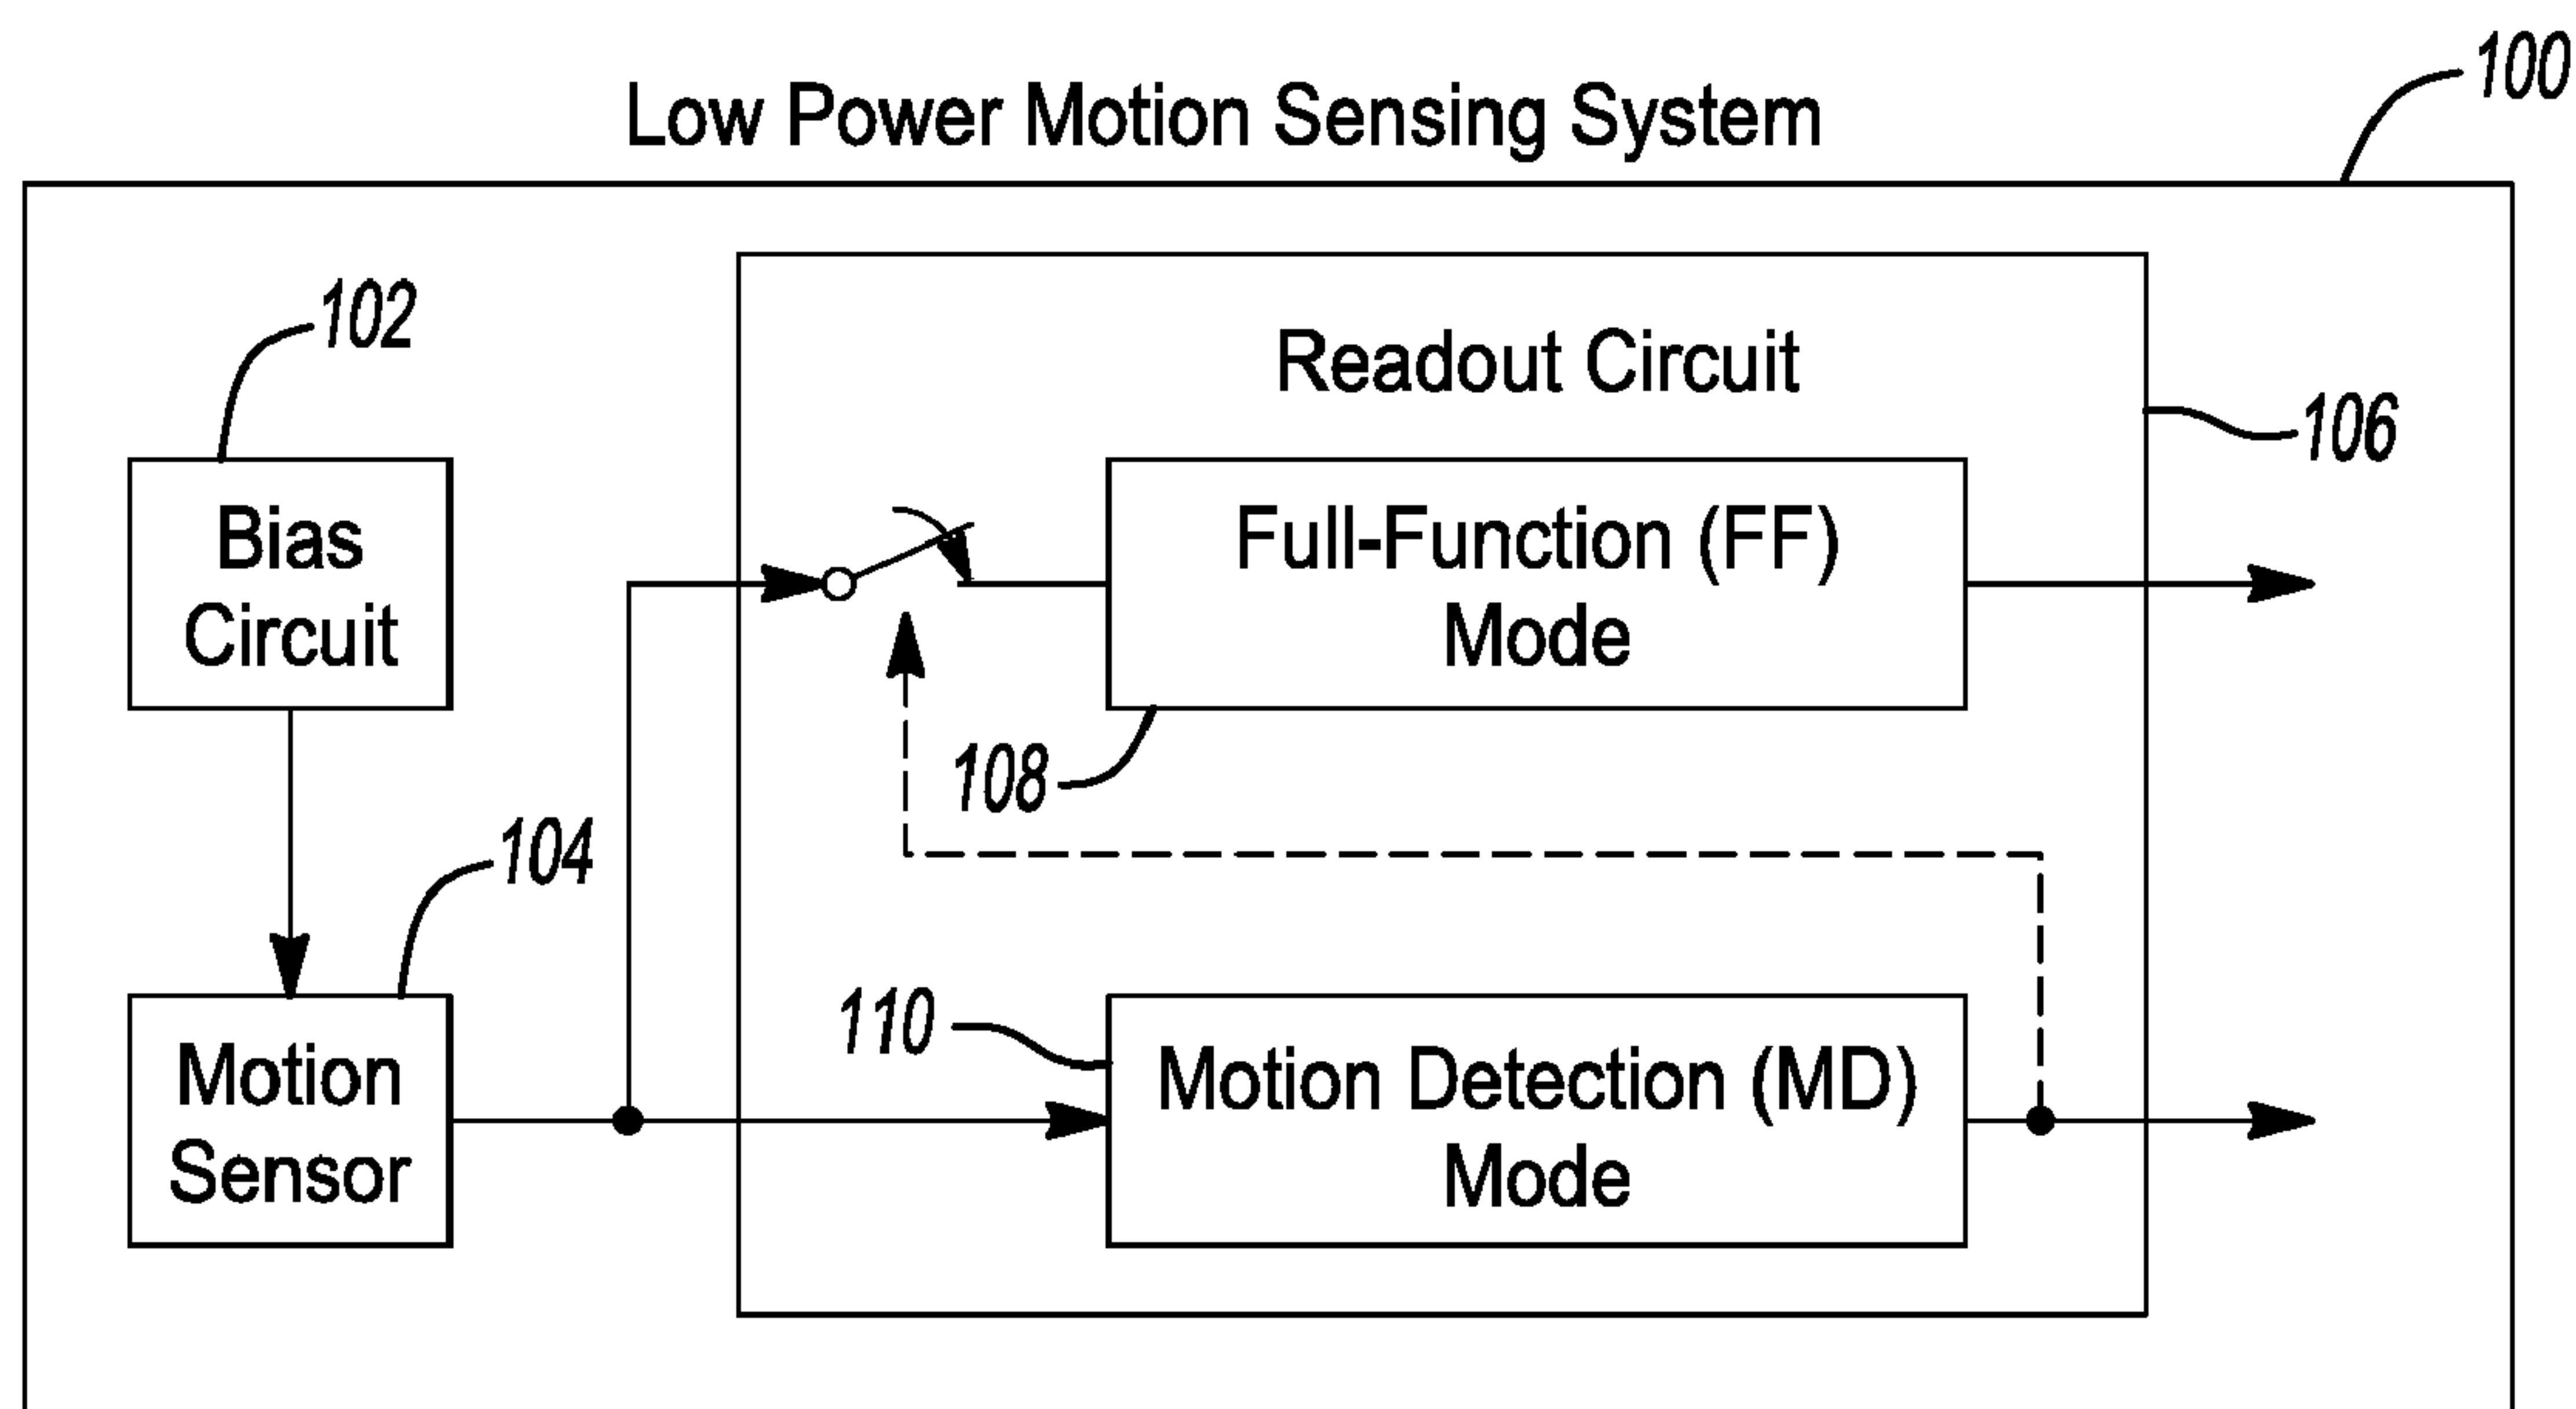 100
Low Power Motion Sensing System
102
Readout Circuit
106
Bias
Circuit
Full-Function (FF)
Mode
108
104
110
Motion
Sensor
Motion Detection (MD)
Mode